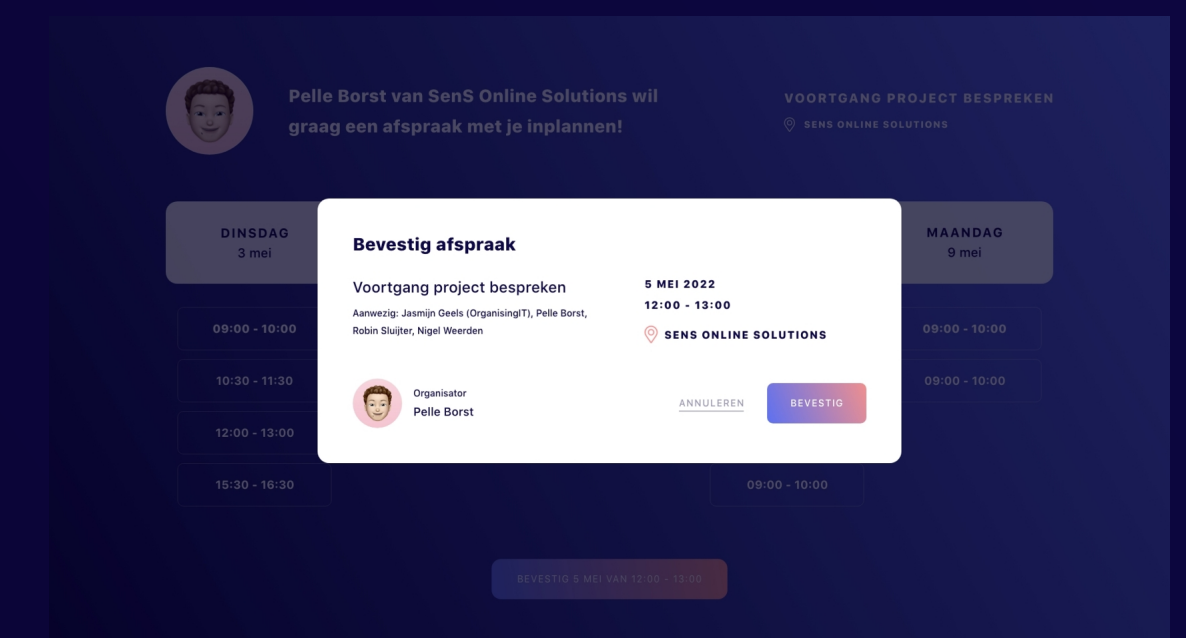 Pelle Borst van SenS Online Solutions wil
graag een afspraak met je inplannen!
VOORTGANG PROJECT BESPREKEN
SENS ONLINE SOLUTIONS
DINSDAG
3 mei
MAANDAG
9 mei
Bevestig afspraak
Voortgang project bespreken
Aanwezig: Jasmijn Geels (OrganisingIT), Pelle Borst,
Robin Sluijter, Nigel Weerden
5 MEI 2022
12:00 - 13:00
SENS ONLINE SOLUTIONS
Organisator
Pelle Borst
ANNULEREN
BEVESTIG
09:00 - 10:00
10:30 - 11:30
12:00 - 13:00
15:30 - 16:30
09:00 - 10:00
09:00 - 10:00
09:00 - 10:00
BEVESTIG 5 MEI VAN 12:00 - 13:00